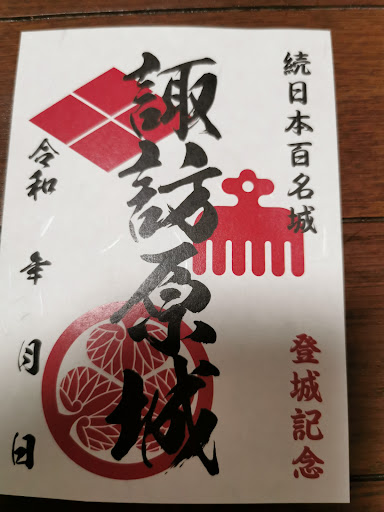 続日本百名城
登城記念
諏訪原城
令和　年　月　日